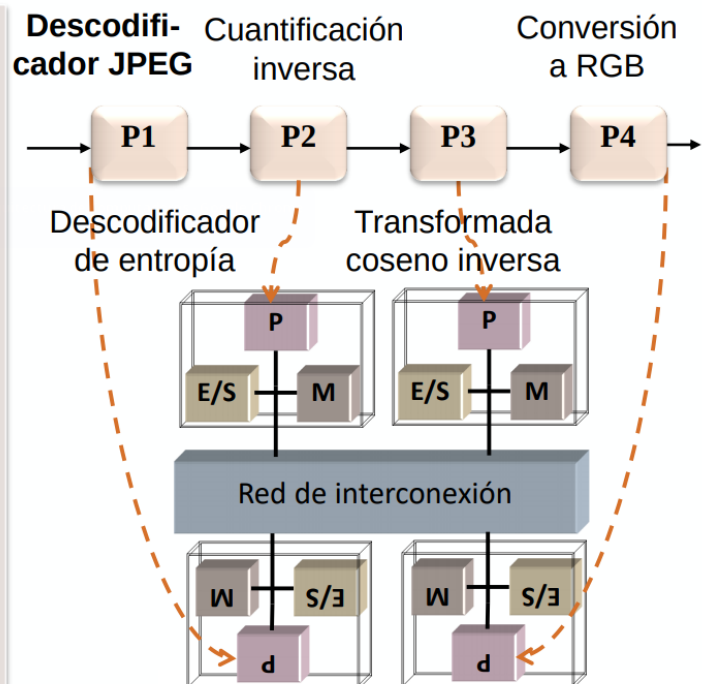 Descodifi-
cador JPEG
Cuantificación
inversa
Conversión
a RGB
P1
P2
P3
P4
Descodificador
de entropía
Transformada
coseno inversa
P
P
E/S
M
E/S
M
Red de interconexión
M
E/S
M
E/S
P
P